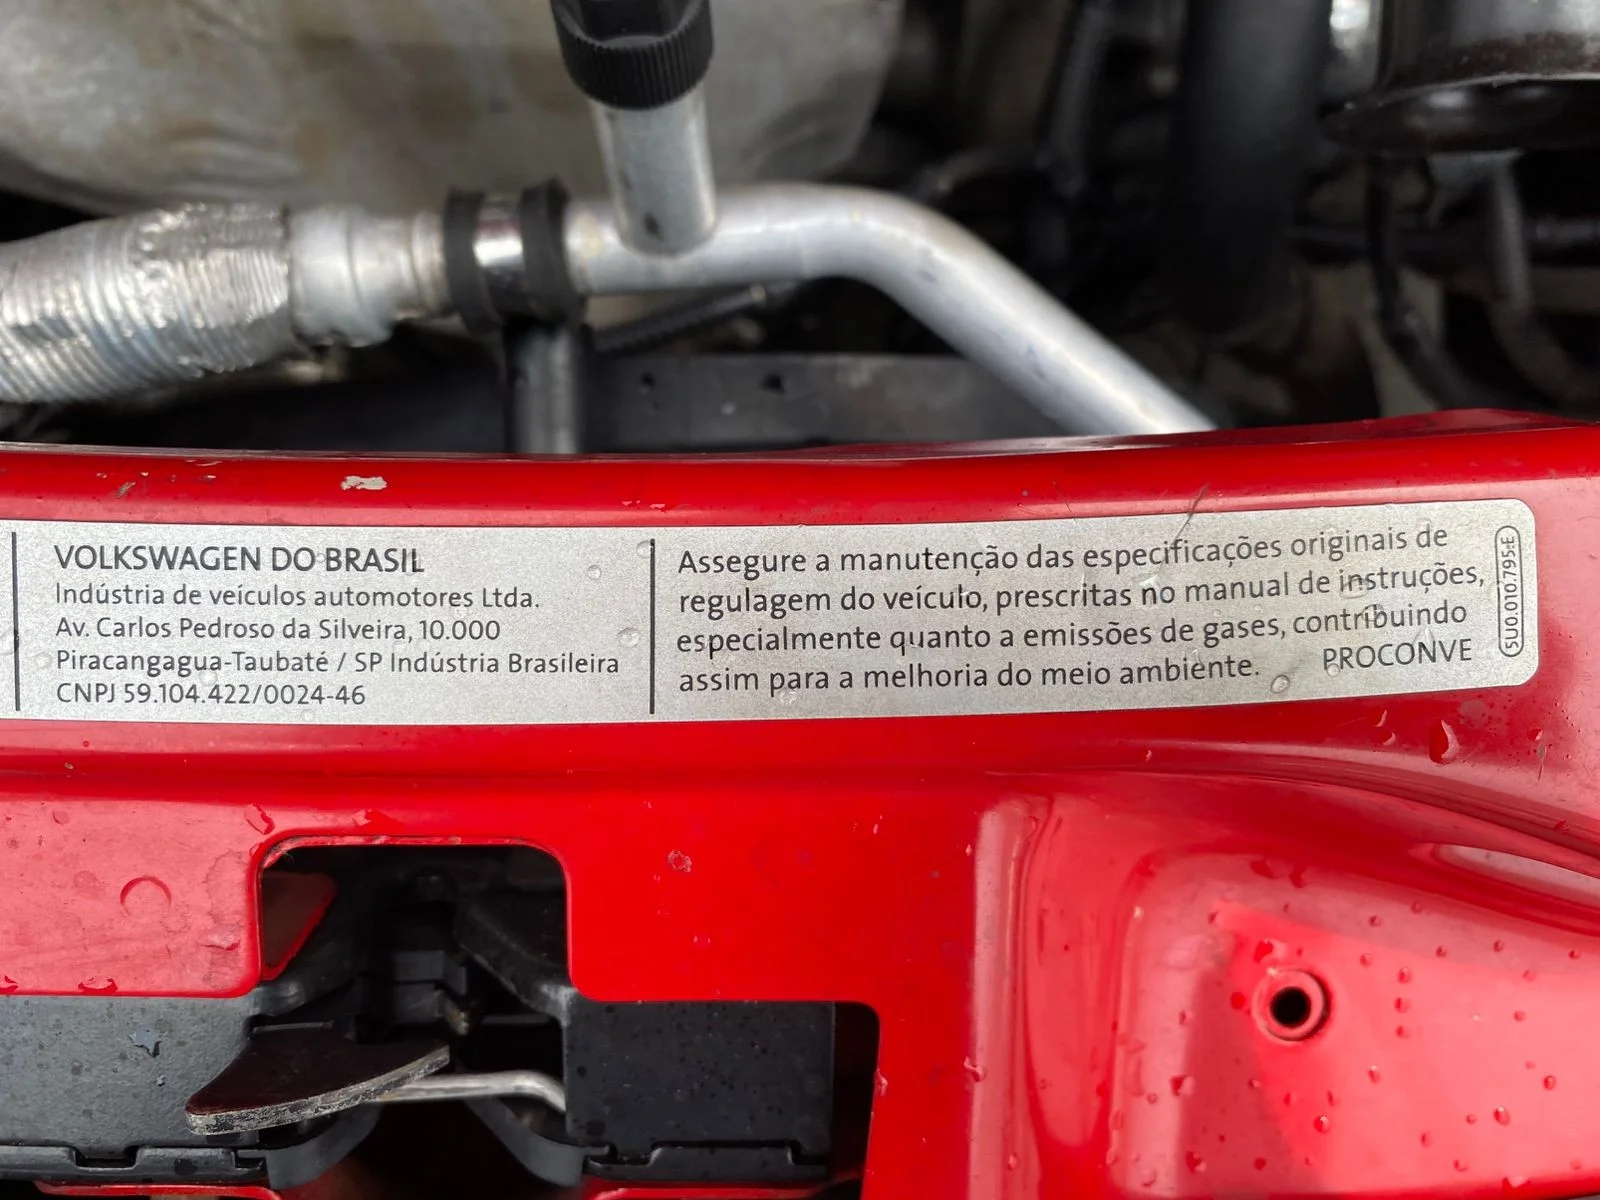 VOLKSWAGEN DO BRASIL
Indústria de veículos automotores Ltda.
Av. Carlos Pedroso da Silveira, 10.000
Piracangagua-Taubaté / SP Indústria Brasileira
CNPJ 59.104.422/0024-46
Assegure a manutenção das especificações originais de
regulagem do veículo, prescritas no manual de instruções,
especialmente quanto a emissões de gases, contribuindo
assim para a melhoria do meio ambiente.
PROCONVE
5U0.010.795:E